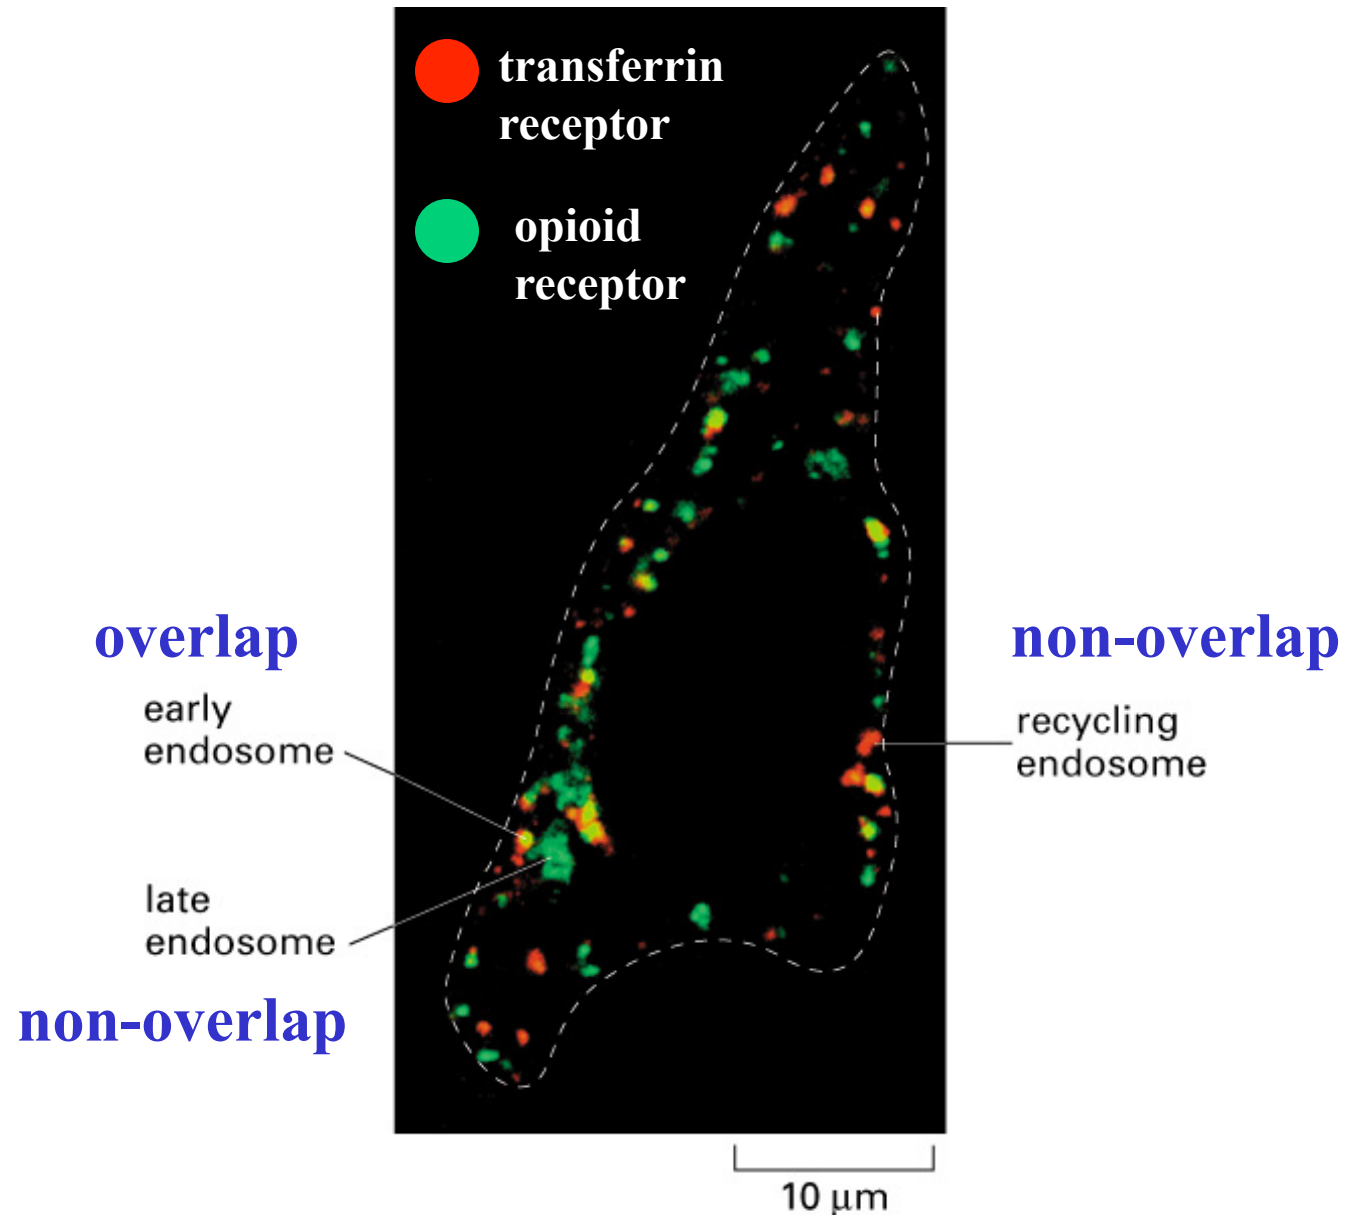 transferrin
receptor
opioid
receptor
overlap
early
endosome
late
endosome
non-overlap
non-overlap
recycling
endosome
10 μm